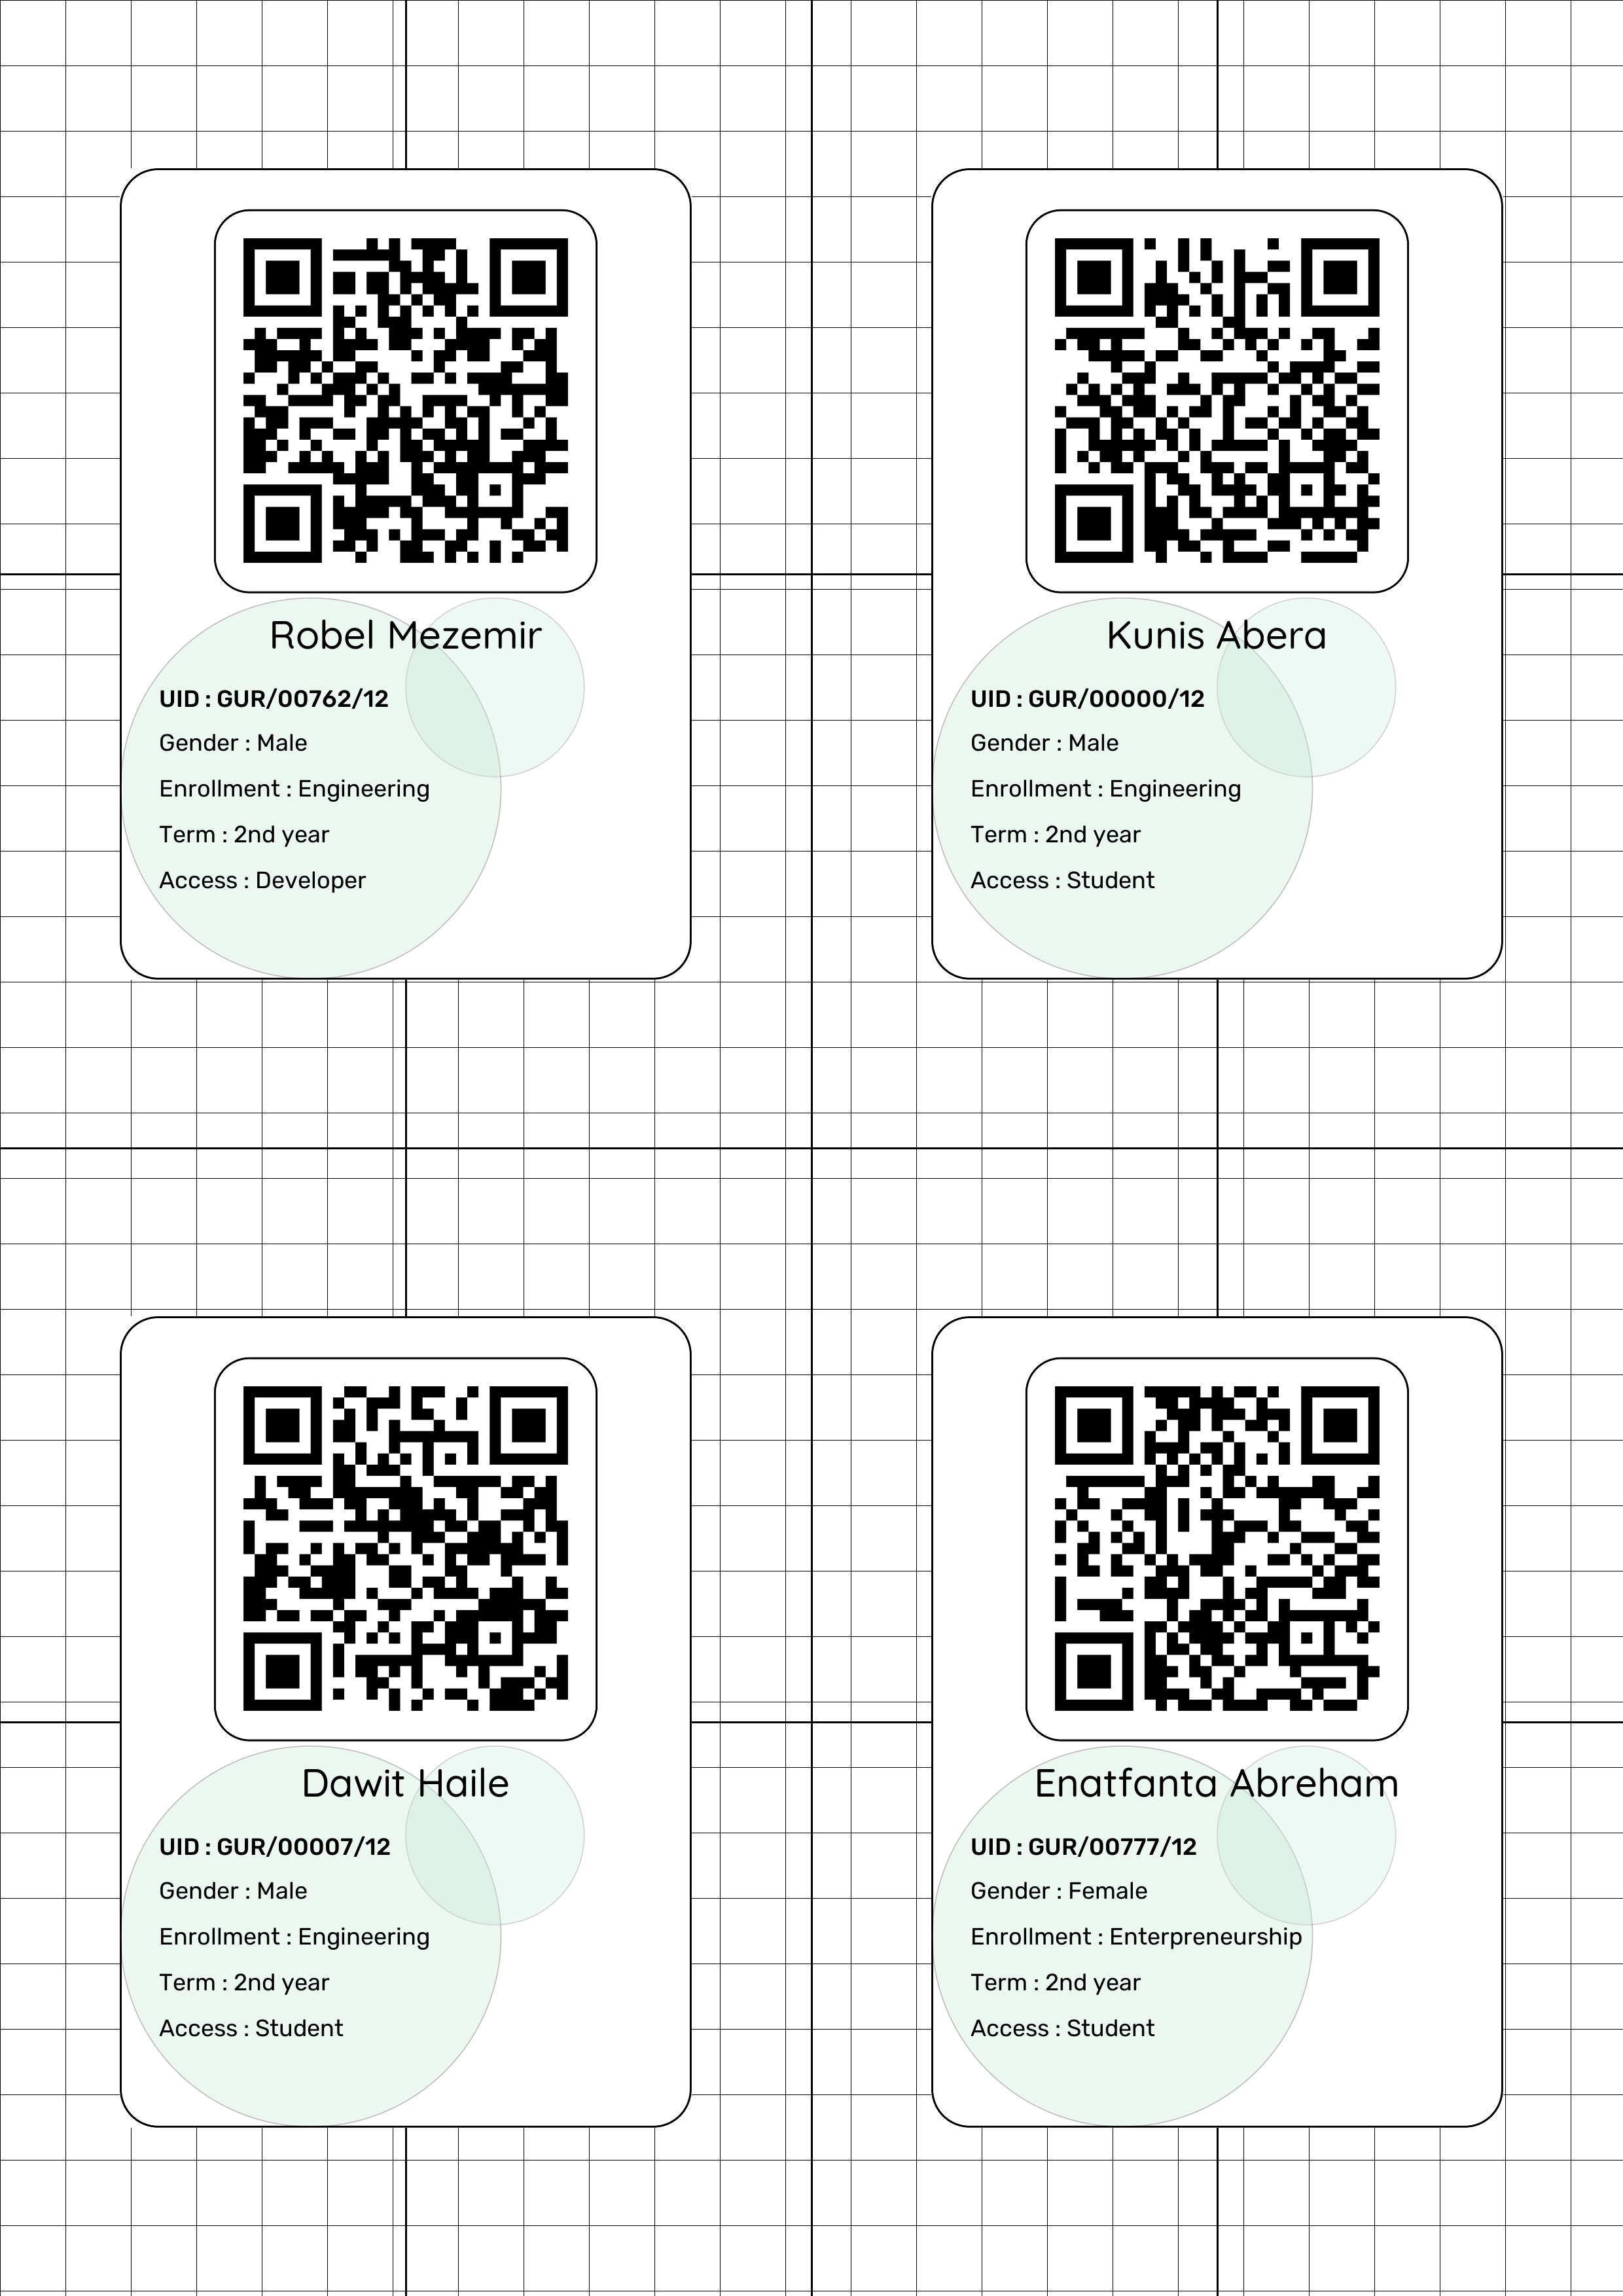 Robel Mezemir
UID : GUR/00762/12
Gender : Male
Enrollment : Engineering
Term : 2nd year
Access : Developer
Kunis Abera
UID : GUR/00000/12
Gender : Male
Enrollment : Engineering
Term : 2nd year
Access : Student
Dawit Haile
UID : GUR/00007/12
Gender : Male
Enrollment : Engineering
Term : 2nd year
Access : Student
Enatfanta Abreham
UID : GUR/00777/12
Gender : Female
Enrollment : Enterpreneurship
Term : 2nd year
Access : Student